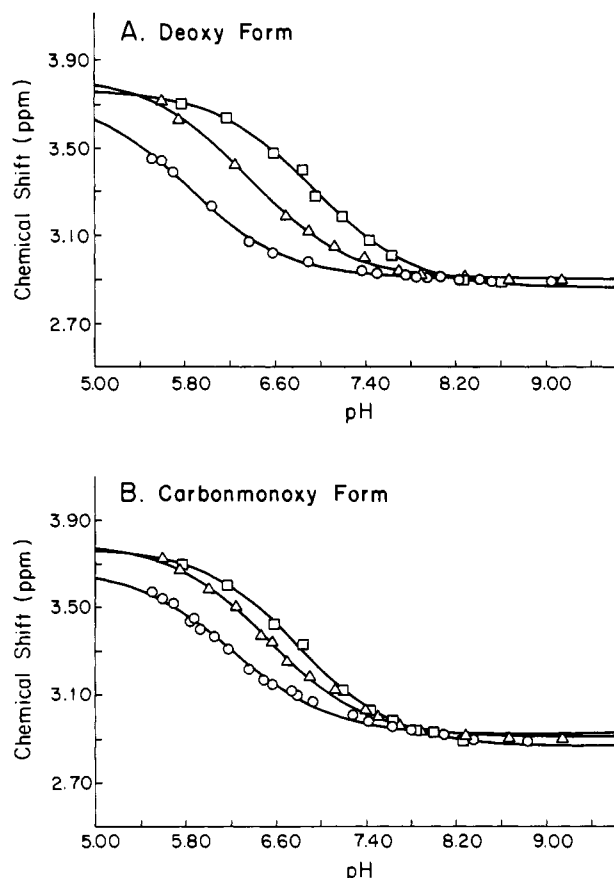 A. Deoxy Form
3.90
3.50
3.10
2.70
Chemical Shift (ppm)
5.00 5.80 6.60 7.40 8.20 9.00
pH
B. Carbonmonoxy Form
3.90
3.50
3.10
2.70
Chemical Shift (ppm)
5.00 5.80 6.60 7.40 8.20 9.00
pH